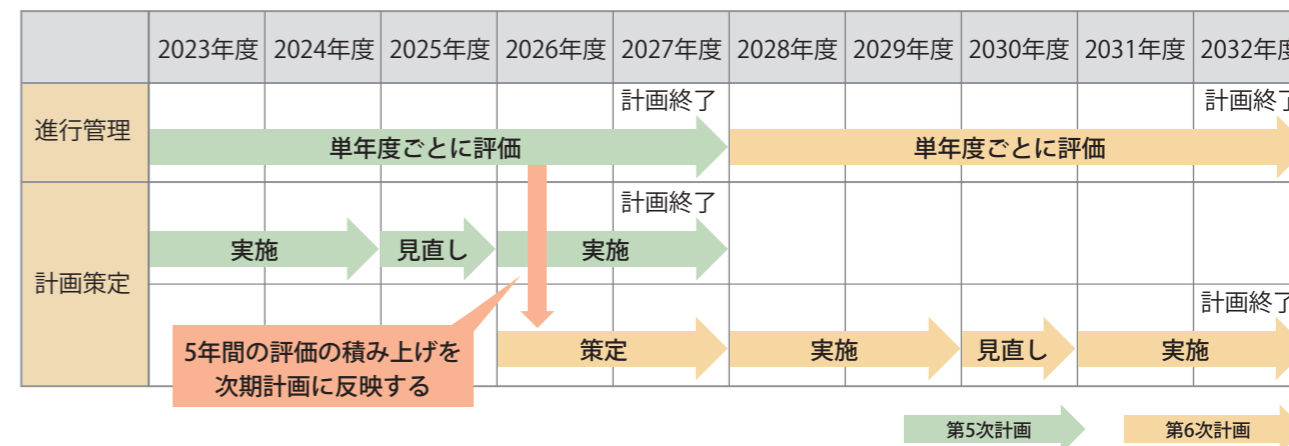 2023年度 2024年度 2025年度 2026年度 2027年度 2028年度 2029年度 2030年度 2031年度 2032年度
計画終了 計画終了
進行管理
単年度ごとに評価 単年度ごとに評価
計画終了
実施 見直し 実施
計画策定
計画終了
策定 実施 見直し 実施
5年間の評価の積み上げを
次期計画に反映する
第5次計画 第6次計画